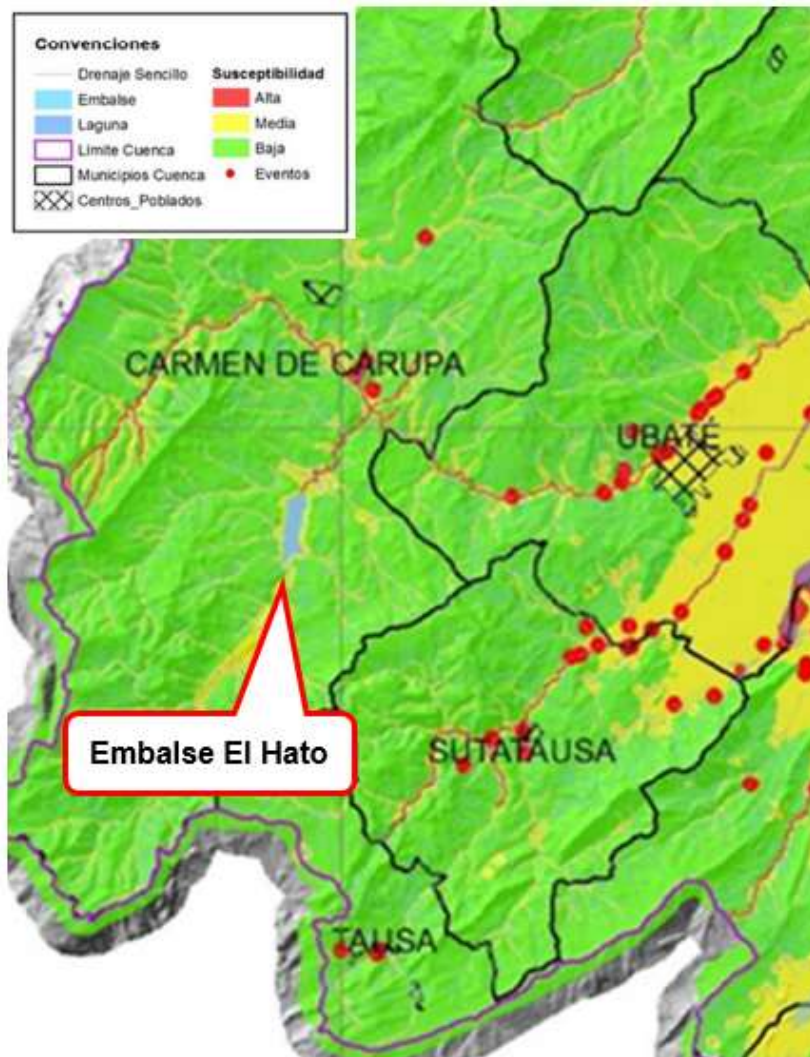 Convenciones
Drenaje Sencillo
Embalse
Laguna
Límite Cuenca
Municipios Cuenca
Centros_Poblados
Susceptibilidad
Alta
Media
Baja
Eventos
CARMEN DE CARUPA
UBATÉ
Embalse El Hato
SUTATAUSA
TAUSA